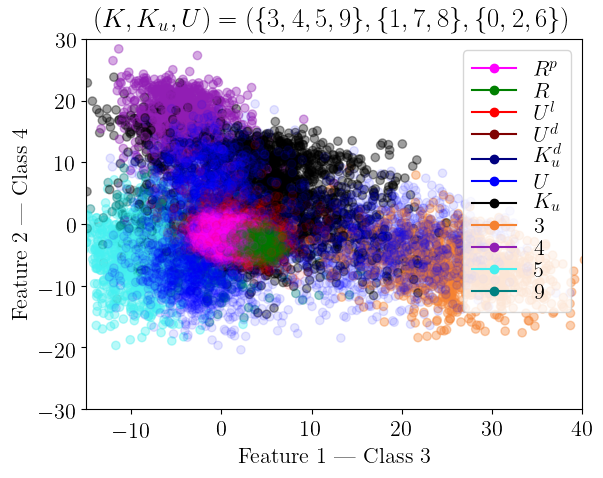 (K, K_u, U) = ({3, 4, 5, 9}, {1, 7, 8}, {0, 2, 6})
30
20
10
0
−10
−20
−30
Feature 2 — Class 4
R^p
R
U^l
U^d
K_u^d
U
K_u
3
4
5
9
−10 0 10 20 30 40
Feature 1 — Class 3